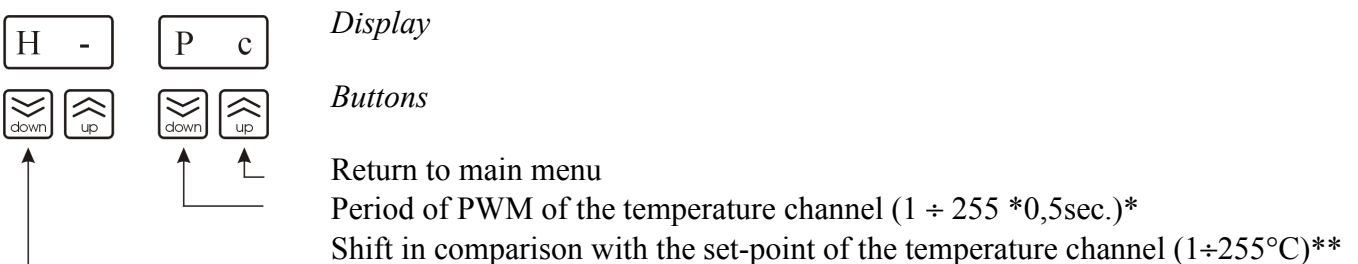 H - P c Display
down up down up Buttons
Return to main menu
Period of PWM of the temperature channel (1 ÷ 255 *0,5sec.)*
Shift in comparison with the set-point of the temperature channel (1÷255°C)**